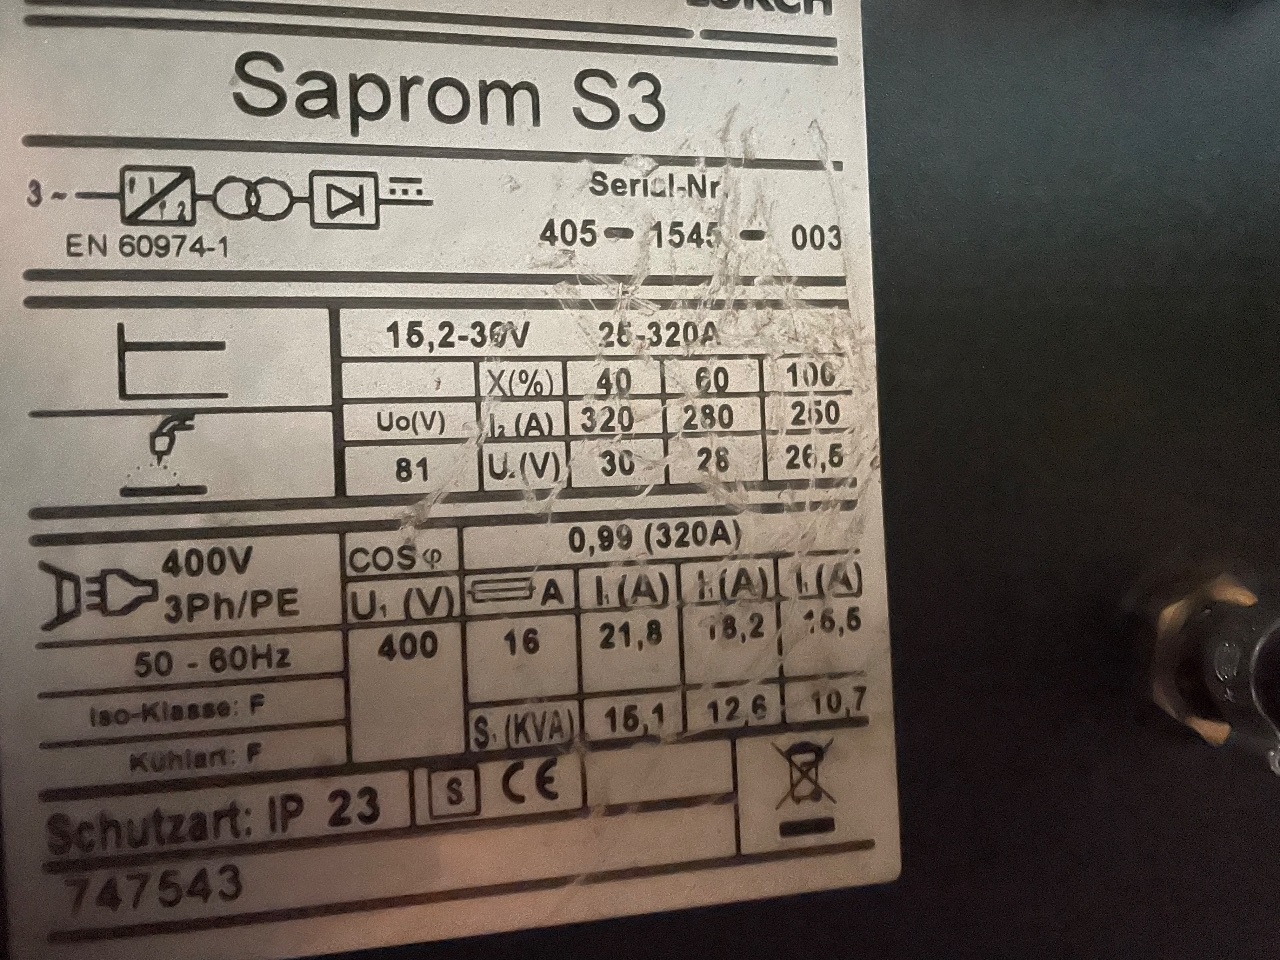 Saprom S3
3~
EN 60974-1
Serial-Nr.
405 - 1545 - 003
15,2-30V 25-320A
X(%) 40 60 100
Uo(V) I₂(A) 320 280 250
81 U₂(V) 30 28 26,5
400V
3Ph/PE
50 - 60Hz
Iso-Klasse: F
Kühlart: F
COS φ 0,99 (320A)
U₁ (V) A I₁(A) I₁(A) I₁(A)
400 16 21,8 18,2 15,5
S₁ (KVA) 15,1 12,6 10,7
Schutzart: IP 23
S CE
747543